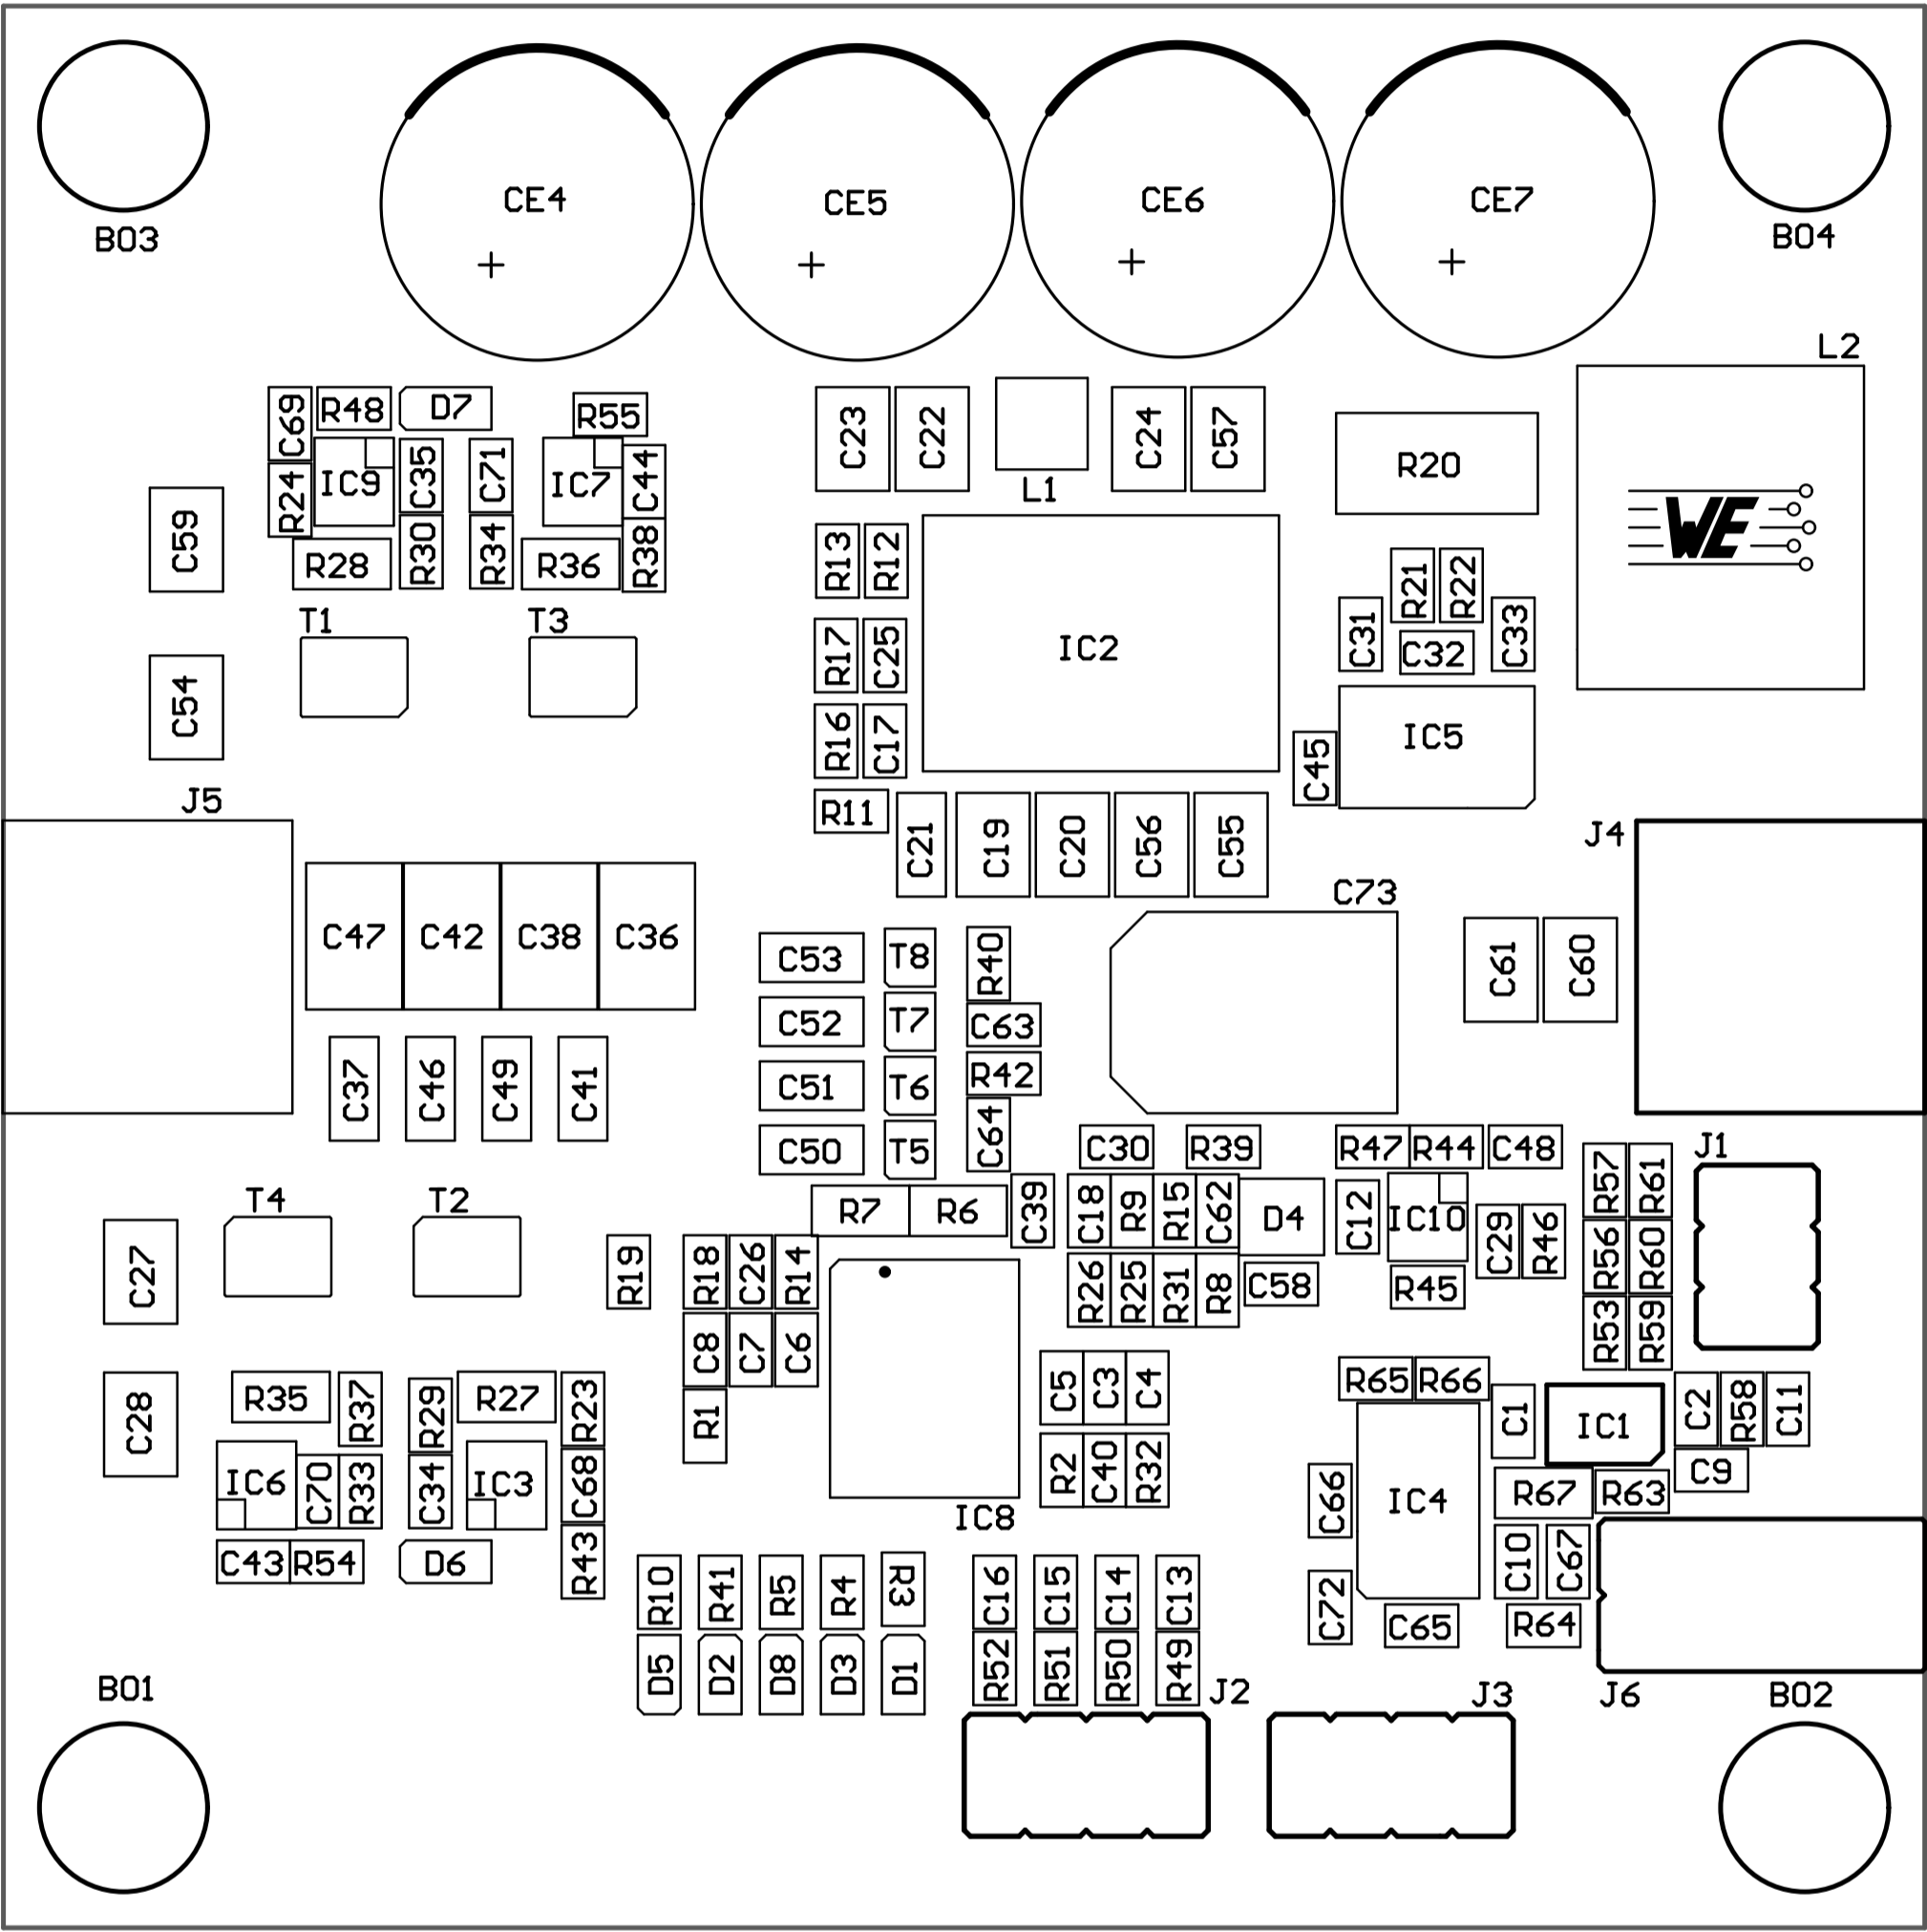 CE4 CE5 CE6 CE7
BO3 BO4
L2
C69 R48 D7 R55
C23 C22 C24 C57
R20
IC9 C35 C71 IC7 C44
L1
R24
WE
C59 R28 R30 R34 R36 R38
R13 R12
R21 R22
T1 T3
C31 C32 C33
R17 C25 IC2
C54
R16 C17 IC5
C45
J5
R11
J4
C21 C19 C20 C56 C55
C73
C47 C42 C38 C36
C53 T8 R40
C61 C60
C52 T7 C63
C37 C46 C49 C41
C51 T6 R42
C50 T5 C64
C30 R39 R47 R44 C48 J1
R57 R61
T4 T2
R7 R6 C39 C18 R9 R15 C62 D4 C12 IC10 C29 R46
C27 R19 R18 C26 R14
R56 R60
R26 R25 R31 R8 C58 R45
C8 C7 C6
R53 R59
R65 R66
C28 R35 R37 R29 R27 R23
R1
C5 C3 C4
C1 IC1 C2 R58 C11
IC6 C70 R33 C34 IC3 C68
R2 C40 R32
C9
C66 IC4 R67 R63
IC8
C43 R54 D6 R43
C10 C67
R10 R41 R5 R4 R3 C16 C15 C14 C13
C72 C65 R64
D5 D2 D8 D3 D1 R52 R51 R50 R49
BO1 J2 J3 J6 BO2